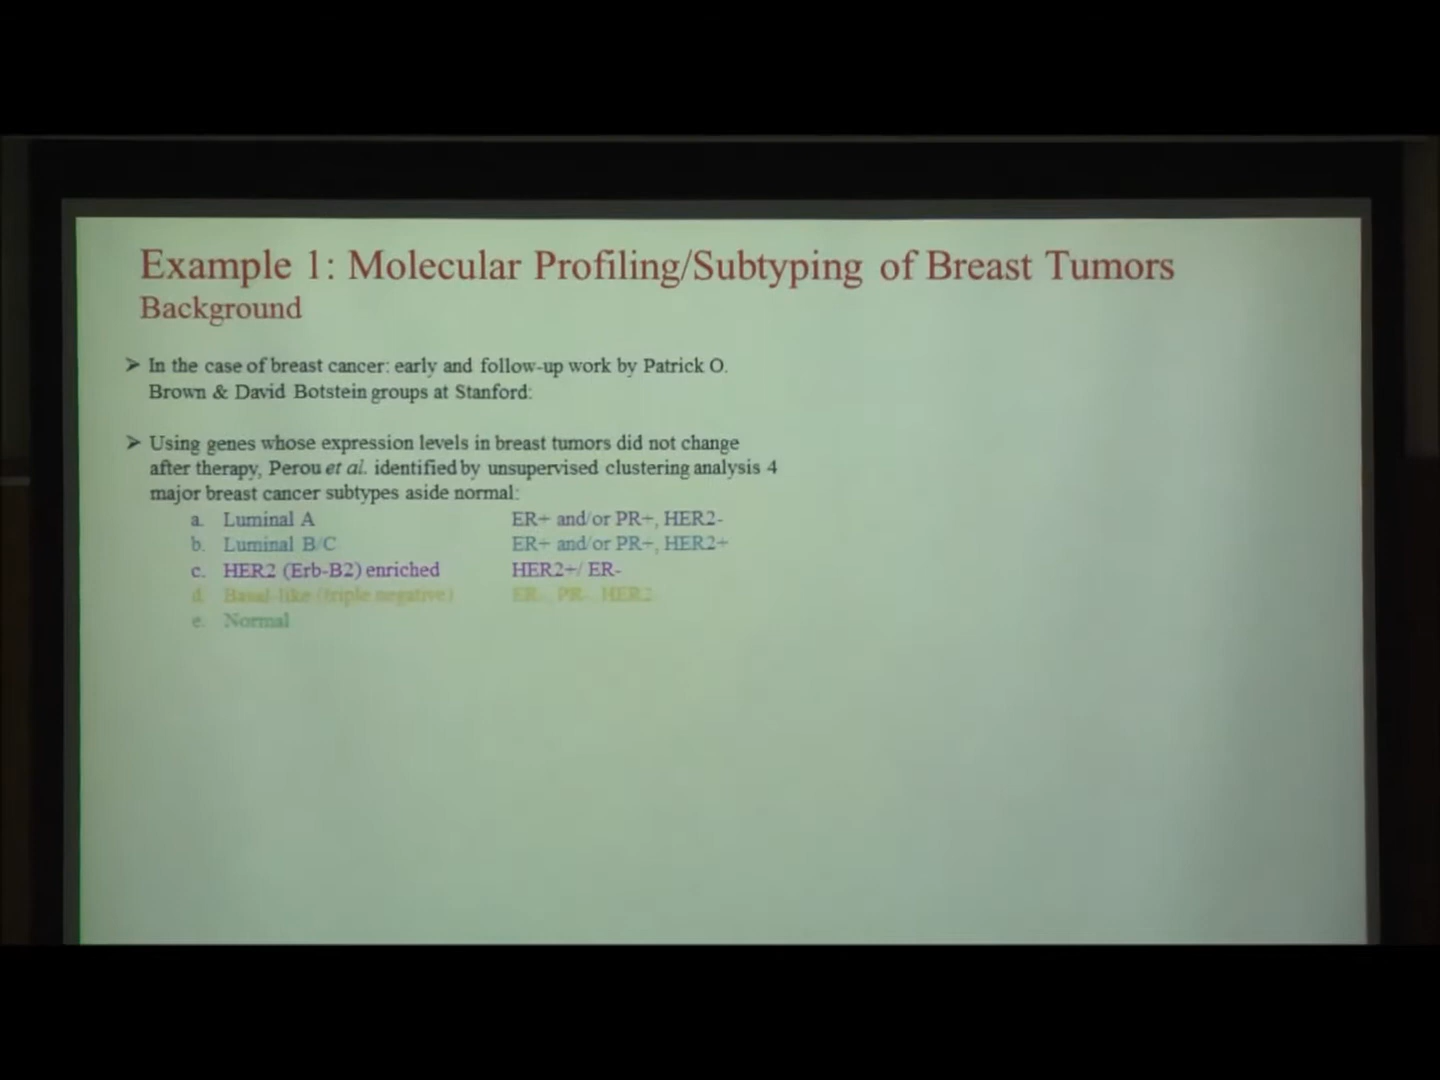 Example 1: Molecular Profiling/Subtyping of Breast Tumors
Background
➤ In the case of breast cancer: early and follow-up work by Patrick O.
Brown & David Botstein groups at Stanford:
➤ Using genes whose expression levels in breast tumors did not change
after therapy, Perou et al. identified by unsupervised clustering analysis 4
major breast cancer subtypes aside normal:
a. Luminal A ER+ and/or PR+, HER2-
b. Luminal B/C ER+ and/or PR+, HER2+
c. HER2 (Erb-B2) enriched HER2+/ ER-
d. Basal-like (triple negative) ER-, PR-, HER2-
e. Normal